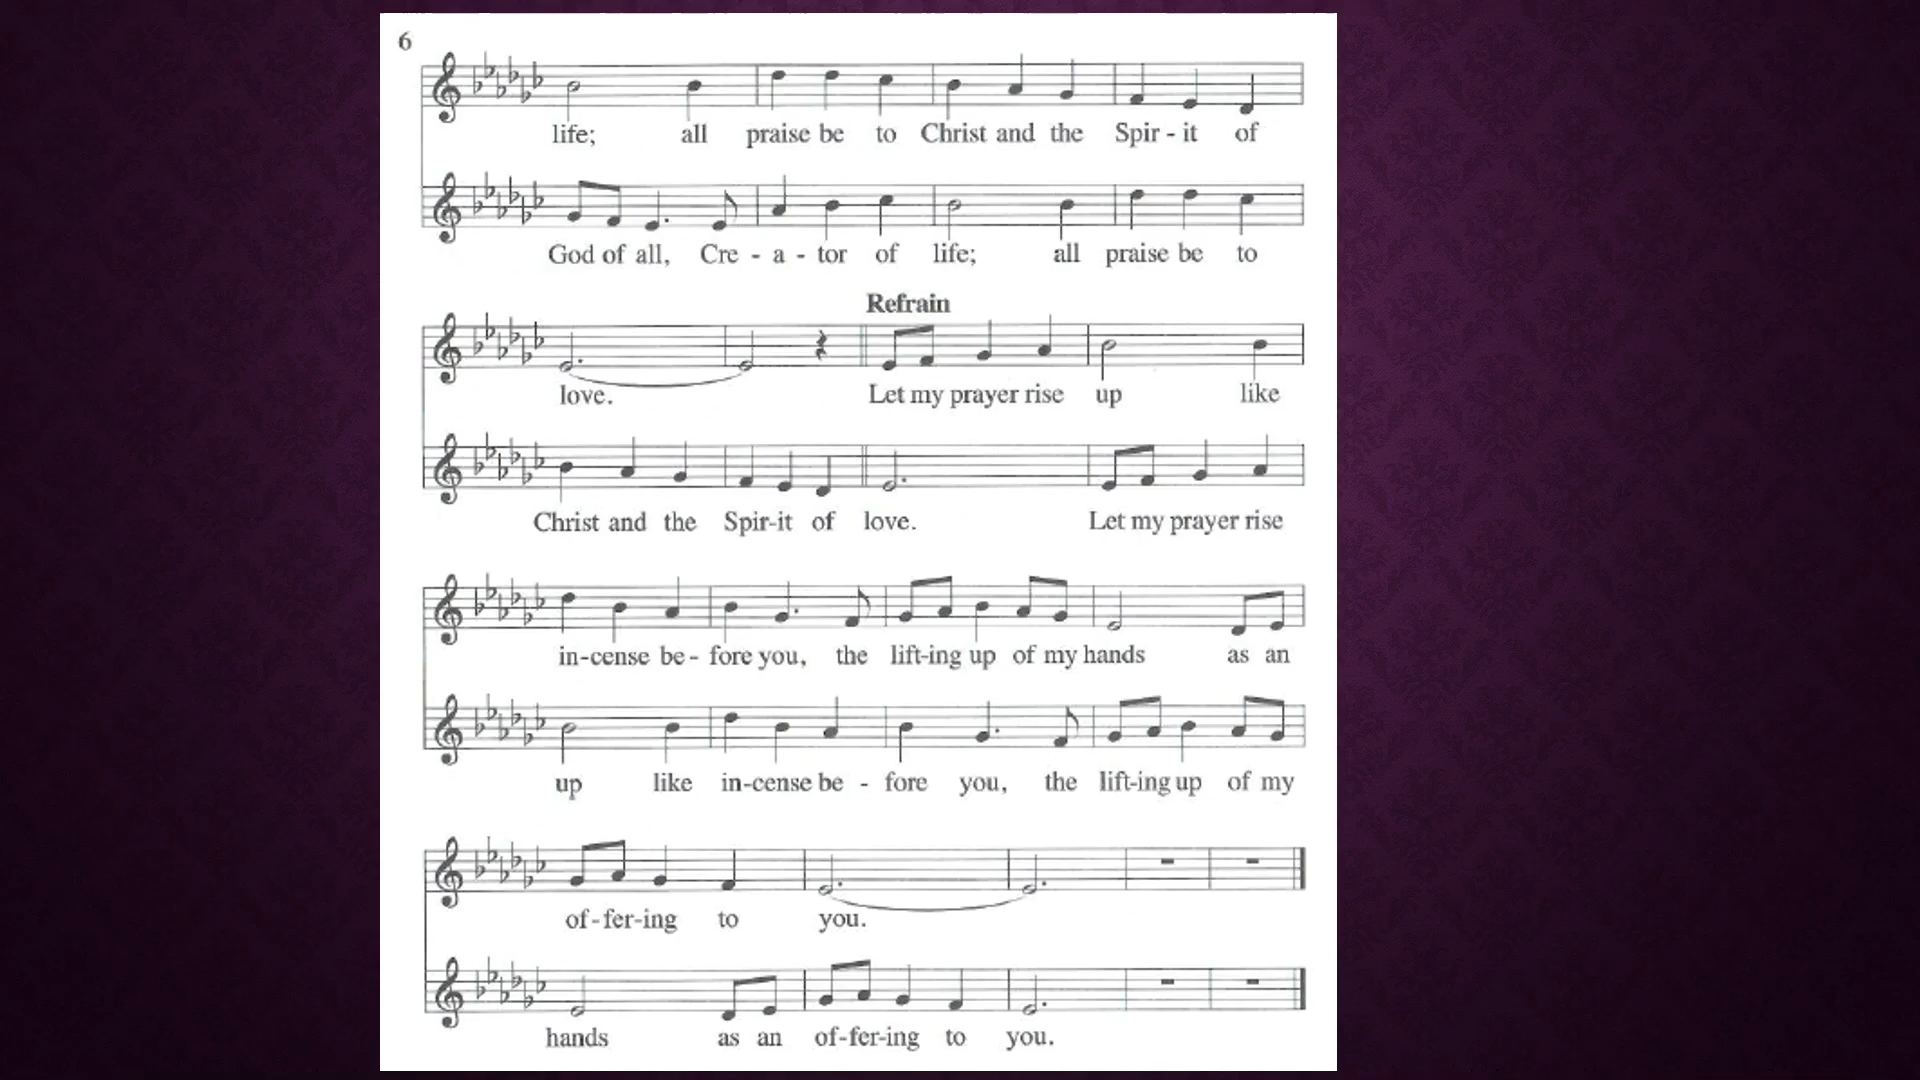 6
life; all praise be to Christ and the Spir - it of
God of all, Cre - a - tor of life; all praise be to
Refrain
love. Let my prayer rise up like
Christ and the Spir-it of love. Let my prayer rise
in-cense be - fore you, the lift-ing up of my hands as an
up like in-cense be - fore you, the lift-ing up of my
of - fer-ing to you.
hands as an of-fer-ing to you.